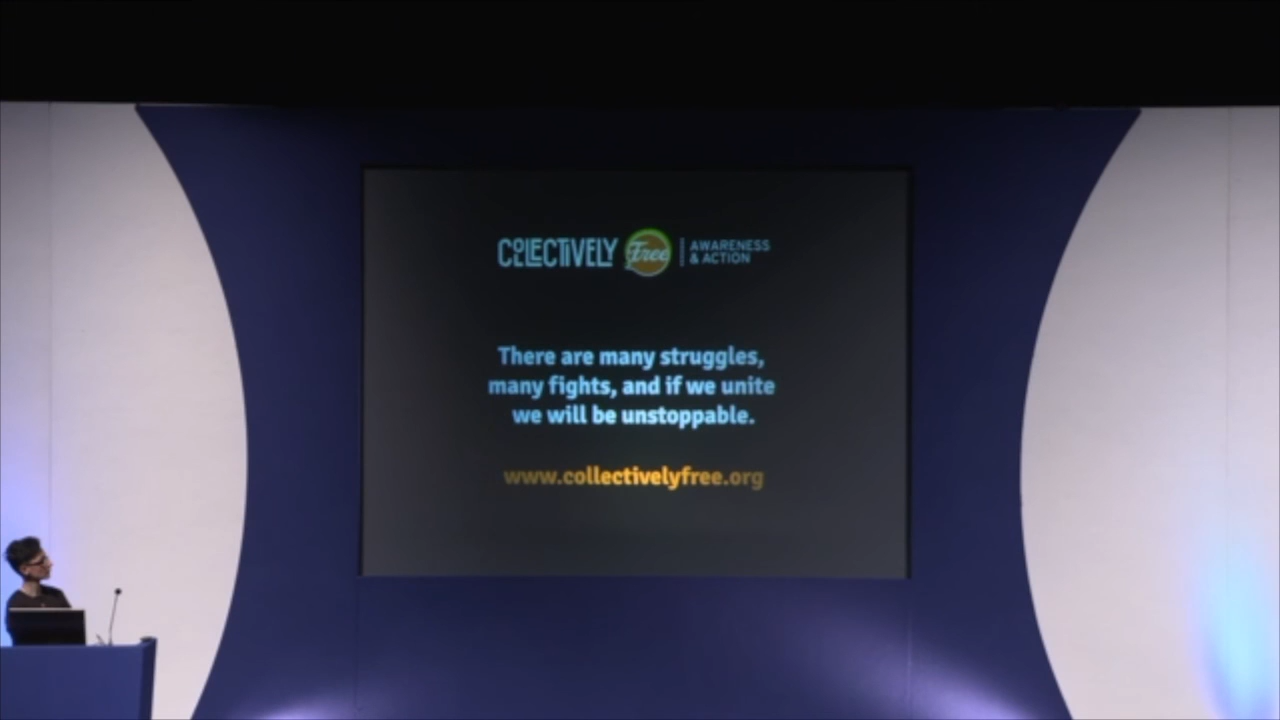 COLLECTIVELY Free | AWARENESS
& ACTION
There are many struggles,
many fights, and if we unite
we will be unstoppable.
www.collectivelyfree.org